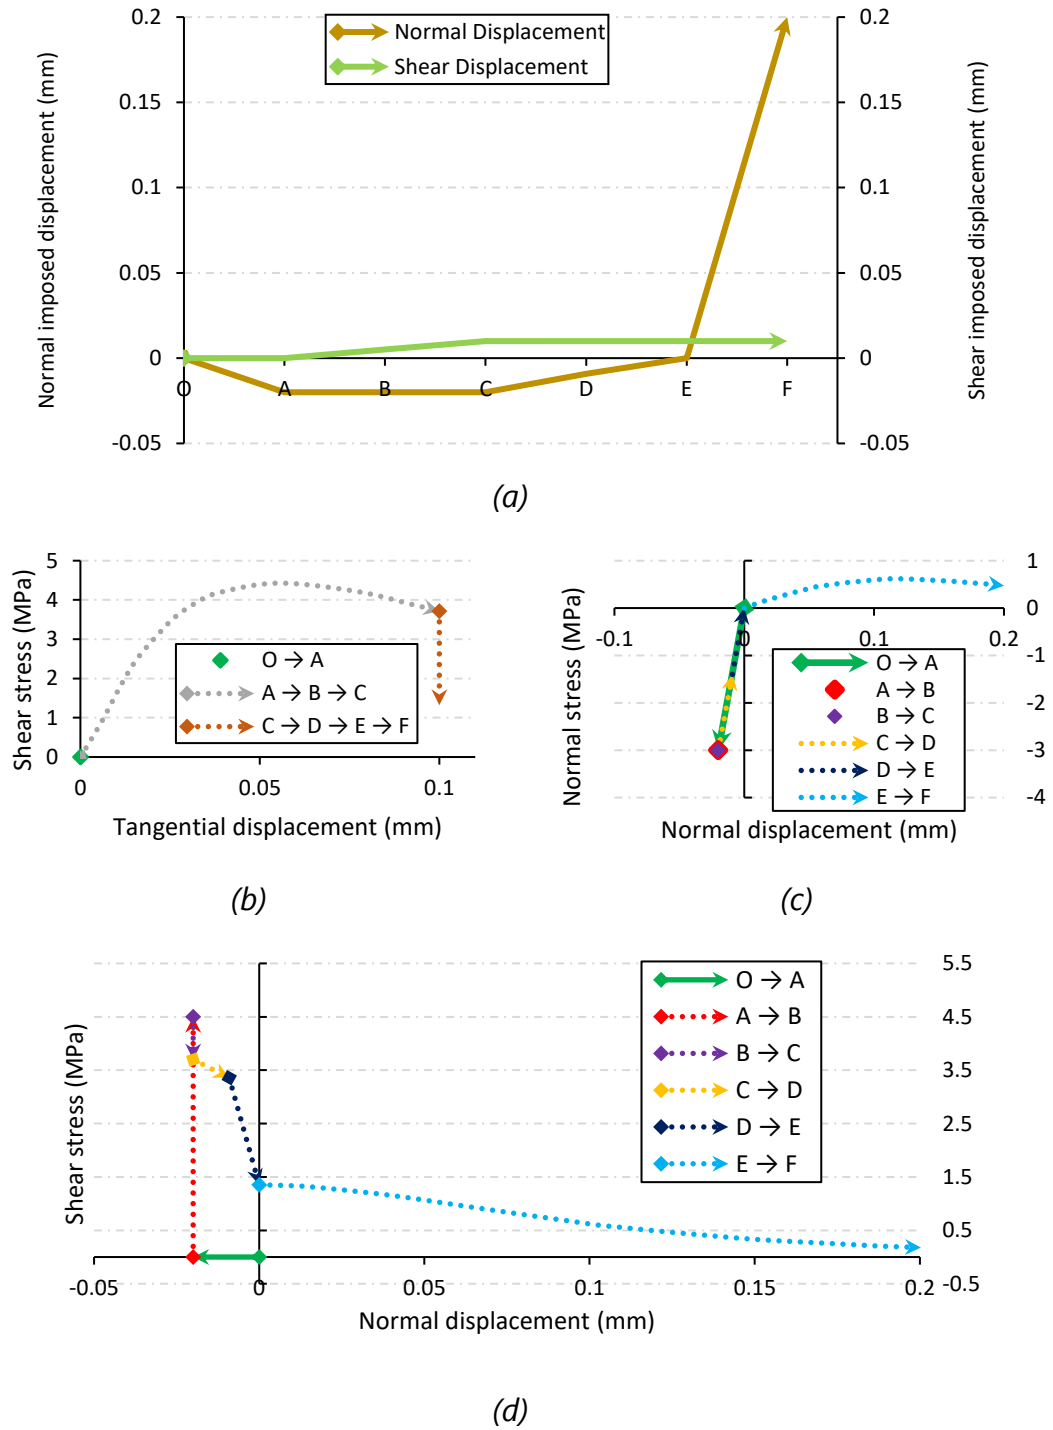 Normal imposed displacement (mm)
0.2
0.15
0.1
0.05
0
-0.05
Normal Displacement
Shear Displacement
O A B C D E F
0.2
0.15
0.1
0.05
0
-0.05
Shear imposed displacement (mm)
(a)
Shear stress (MPa)
5
4
3
2
1
0
O → A
A → B → C
C → D → E → F
0 0.05 0.1
Tangential displacement (mm)
(b)
Normal stress (MPa)
1
0
-1
-2
-3
-4
-0.1 0 0.1 0.2
O → A
A → B
B → C
C → D
D → E
E → F
Normal displacement (mm)
(c)
Shear stress (MPa)
5.5
4.5
3.5
2.5
1.5
0.5
-0.5
O → A
A → B
B → C
C → D
D → E
E → F
-0.05 0 0.05 0.1 0.15 0.2
Normal displacement (mm)
(d)